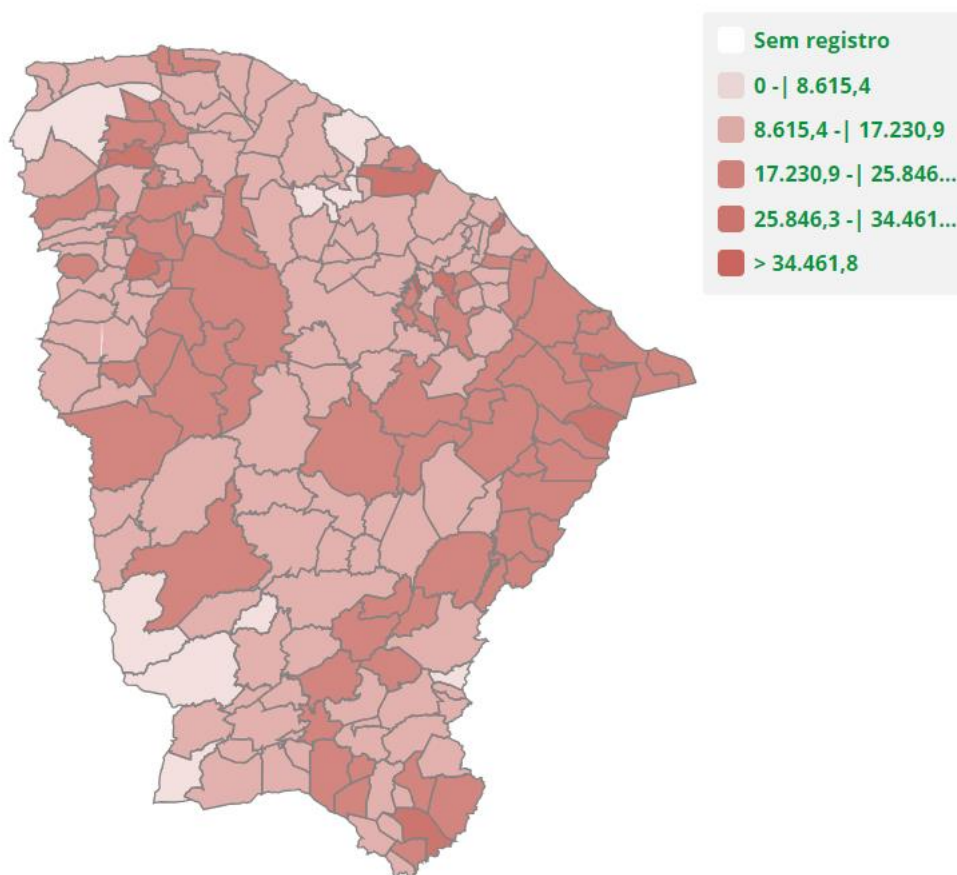 Sem registro
0 -| 8.615,4
8.615,4 -| 17.230,9
17.230,9 -| 25.846...
25.846,3 -| 34.461...
> 34.461,8